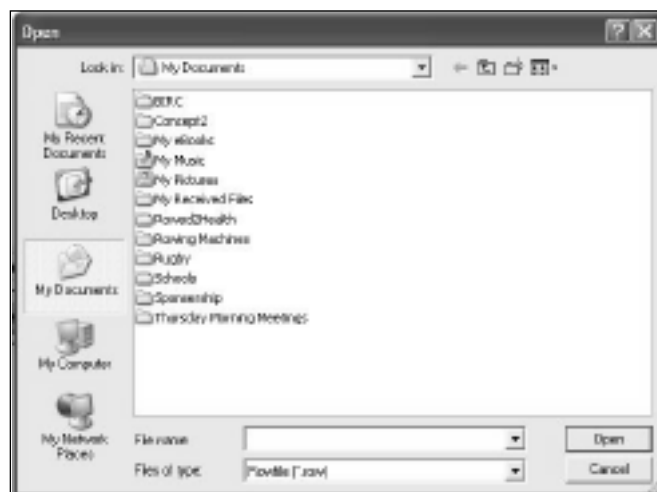 Open
Look in: My Documents
My Recent
Documents
Desktop
My Documents
My Computer
My Network
Places
Concept2
My eBooks
My Music
My Pictures
My Received Files
Rowed2Health
Rowing Machines
Rugby
Schools
Sponsorship
Thursday Morning Meetings
File name:
Open
Files of type:
Cancel